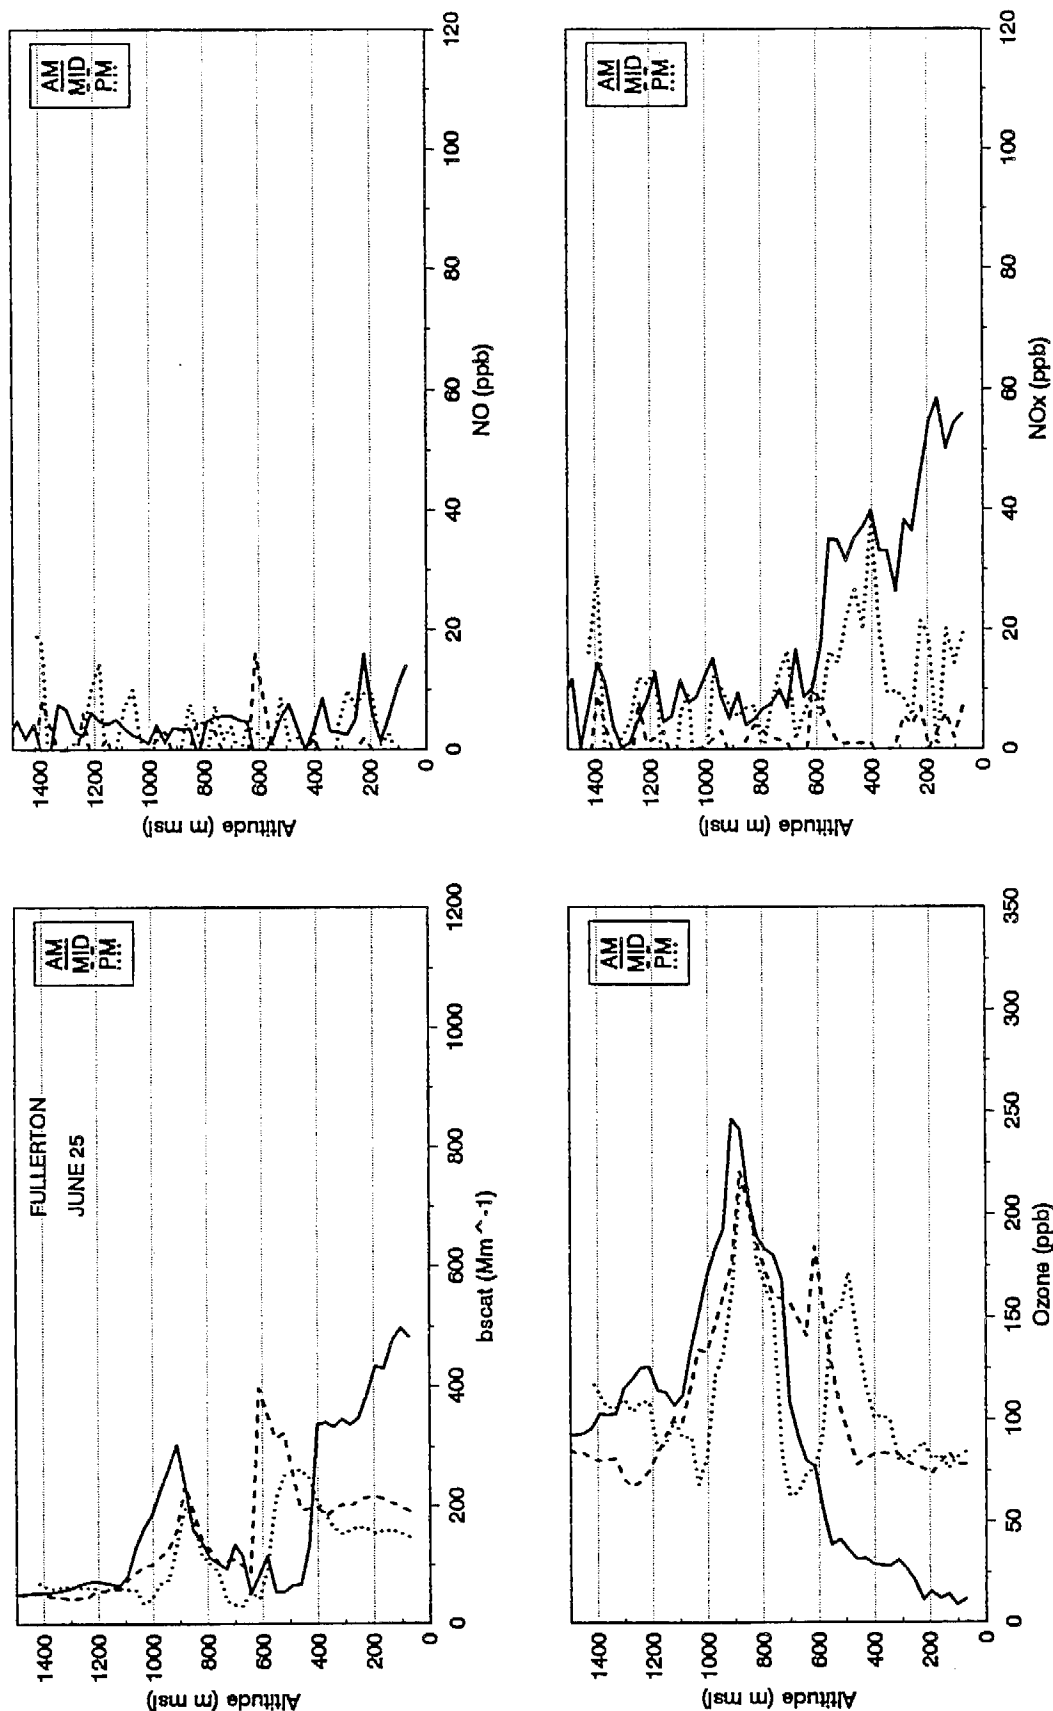 FULLERTON
JUNE 25
AM
MID
PM
Altitude (m msl)
1400
1200
1000
800
600
400
200
0
0 200 400 600 800 1000 1200
bscat (Mm^-1)
AM
MID
PM
Altitude (m msl)
1400
1200
1000
800
600
400
200
0
0 20 40 60 80 100 120
NO (ppb)
AM
MID
PM
Altitude (m msl)
1400
1200
1000
800
600
400
200
0
0 50 100 150 200 250 300 350
Ozone (ppb)
AM
MID
PM
Altitude (m msl)
1400
1200
1000
800
600
400
200
0
0 20 40 60 80 100 120
NOx (ppb)